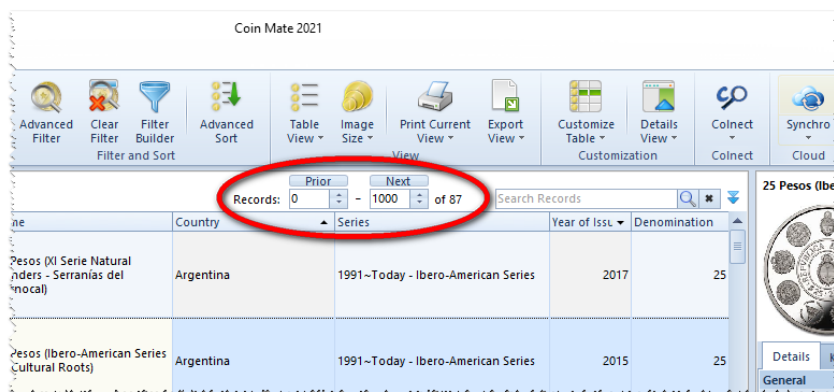 Coin Mate 2021
Advanced Filter
Clear Filter
Filter Builder
Advanced Sort
Table View
Image Size
Print Current View
Export View
Customize Table
Details View
Colnect
Synchro
Filter and Sort
View
Customization
Colnect
Cloud
Prior
Next
Records: 0 - 1000 of 87
Search Records
25 Pesos (Ibe
me Country Series Year of Issu Denomination
Pesos (XI Serie Natural
nders - Serranías del
nocal)
Argentina 1991~Today - Ibero-American Series 2017 25
Pesos (Ibero-American Series
Cultural Roots)
Argentina 1991~Today - Ibero-American Series 2015 25
Details
General